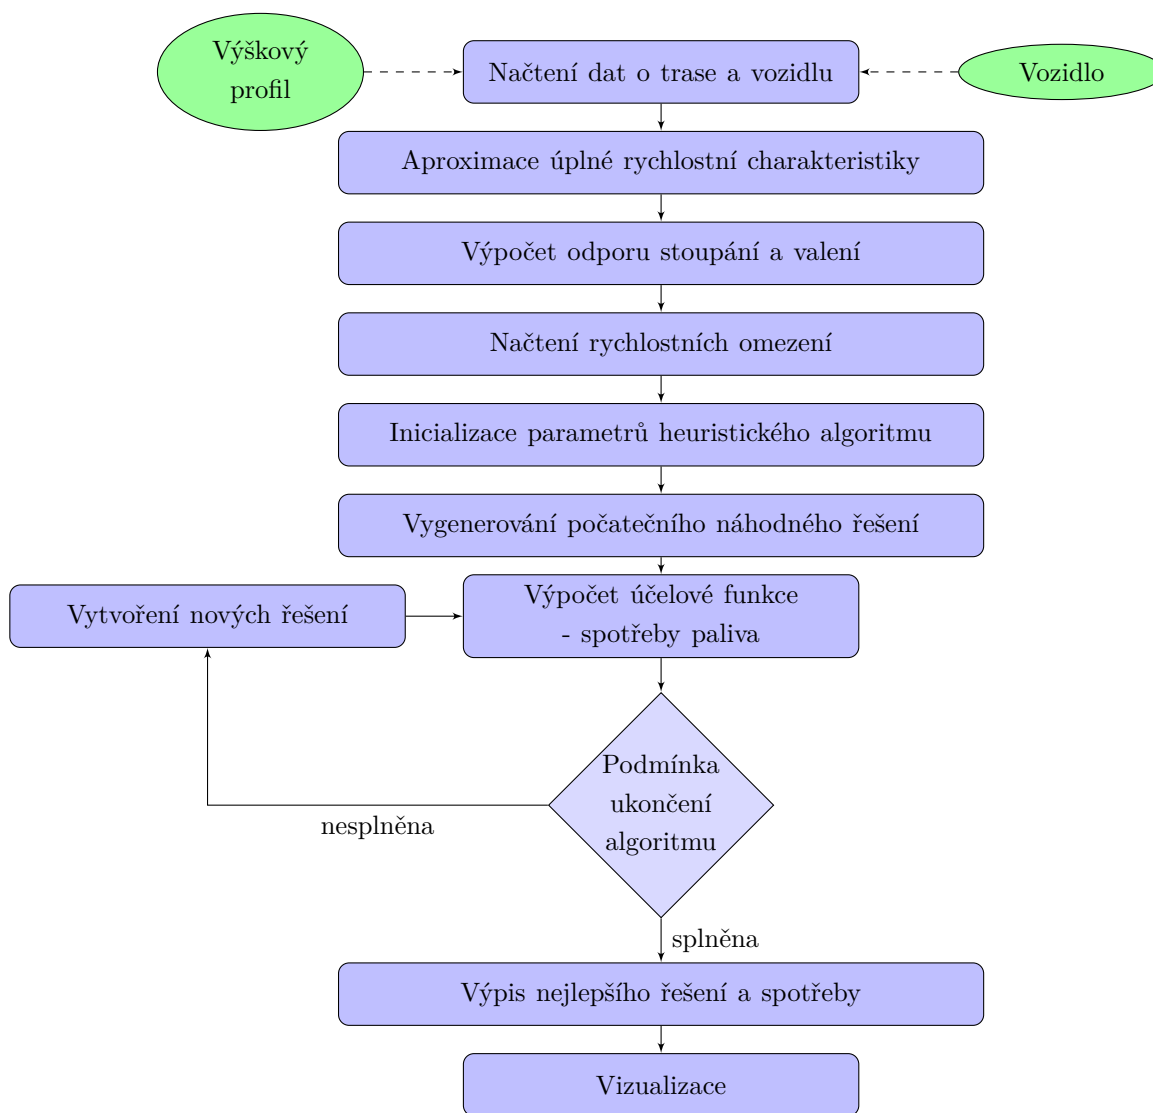 Výškový
profil
Načtení dat o trase a vozidlu
Vozidlo
Aproximace úplné rychlostní charakteristiky
Výpočet odporu stoupání a valení
Načtení rychlostních omezení
Inicializace parametrů heuristického algoritmu
Vygenerování počatečního náhodného řešení
Vytvoření nových řešení
Výpočet účelové funkce
- spotřeby paliva
Podmínka
ukončení
algoritmu
nesplněna
splněna
Výpis nejlepšího řešení a spotřeby
Vizualizace